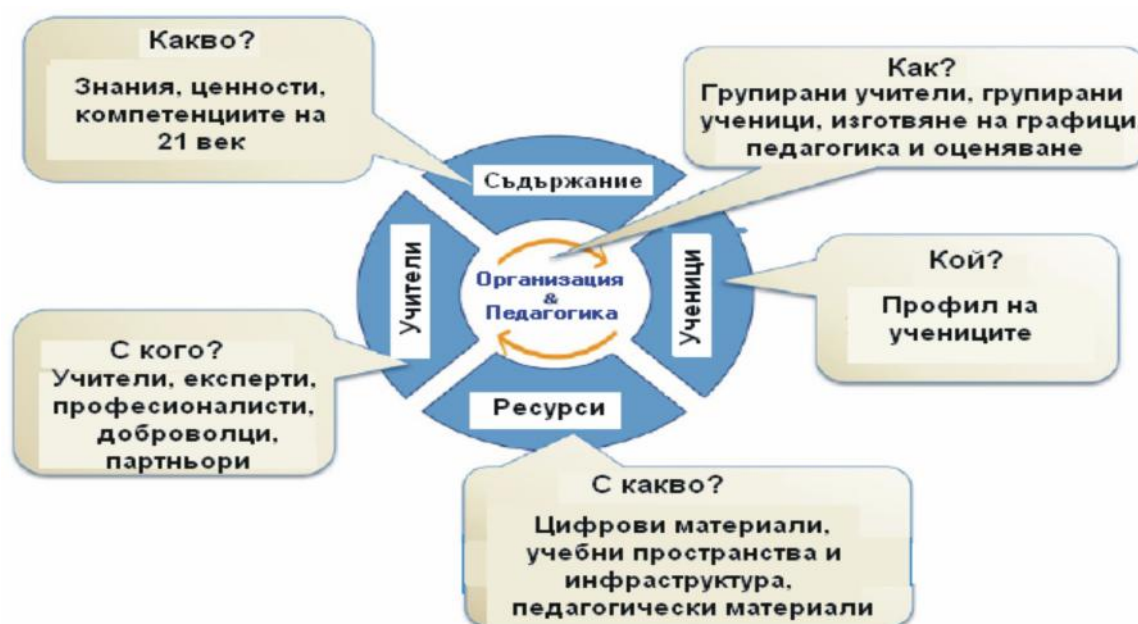 Какво?
Знания, ценности,
компетенциите на
21 век
Как?
Групирани учители, групирани
ученици, изготвяне на графици
педагогика и оценяване
Съдържание
Учители
Организация
&
Педагогика
Ученици
Кой?
Профил на
учениците
С кого?
Учители, експерти,
професионалисти,
доброволци,
партньори
Ресурси
С какво?
Цифрови материали,
учебни пространства и
инфраструктура,
педагогически материали